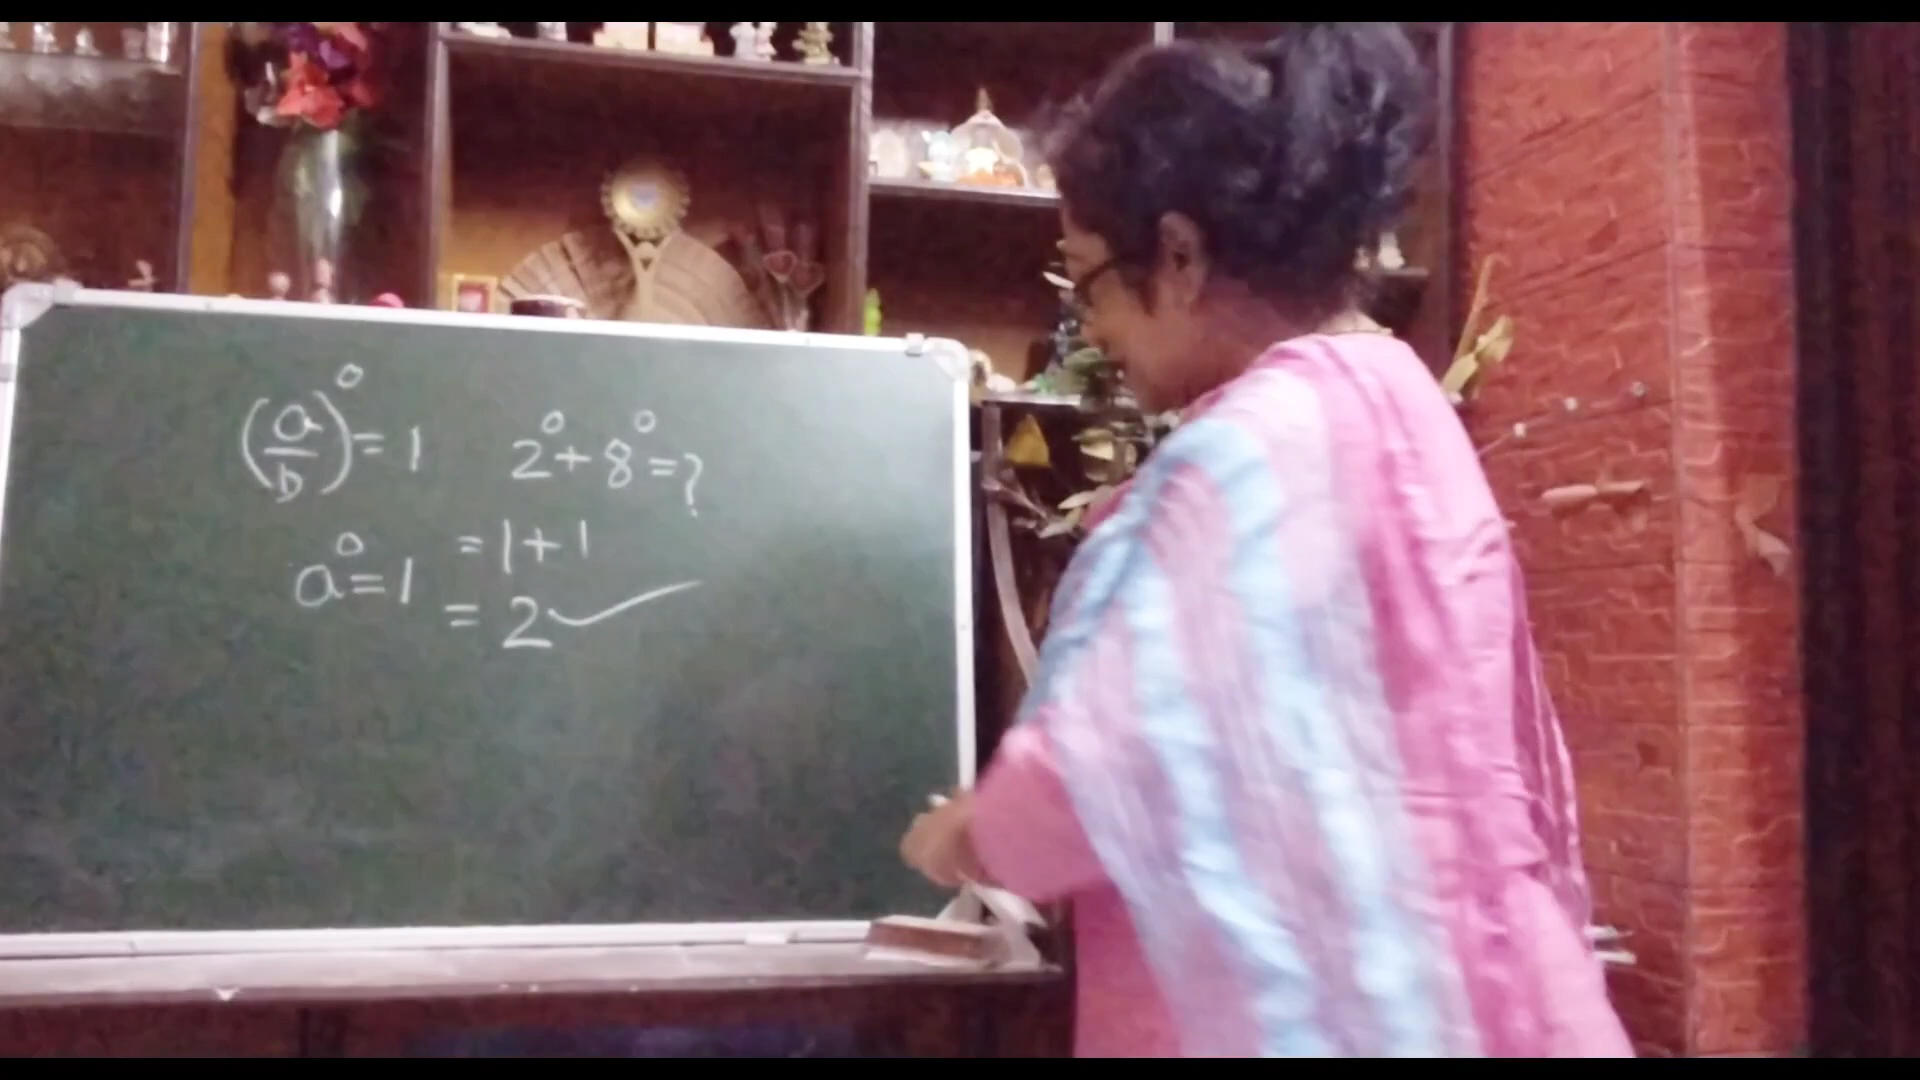 (a/b)⁰ = 1
a⁰ = 1
2⁰ + 8⁰ = ?
= 1 + 1
= 2